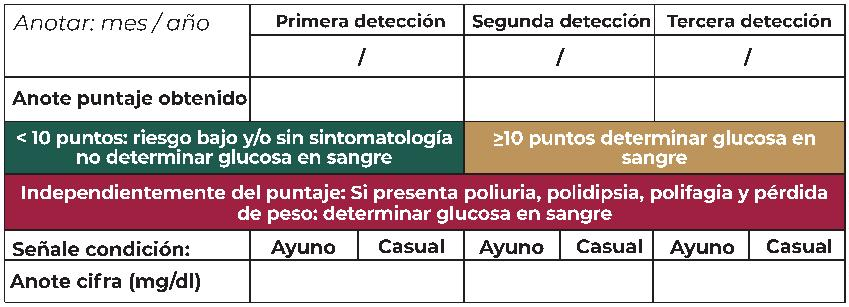 Anotar: mes / año
Primera detección Segunda detección Tercera detección
/ / /
Anote puntaje obtenido
< 10 puntos: riesgo bajo y/o sin sintomatología
no determinar glucosa en sangre
≥10 puntos determinar glucosa en
sangre
Independientemente del puntaje: Si presenta poliuria, polidipsia, polifagia y pérdida
de peso: determinar glucosa en sangre
Señale condición: Ayuno Casual Ayuno Casual Ayuno Casual
Anote cifra (mg/dl)